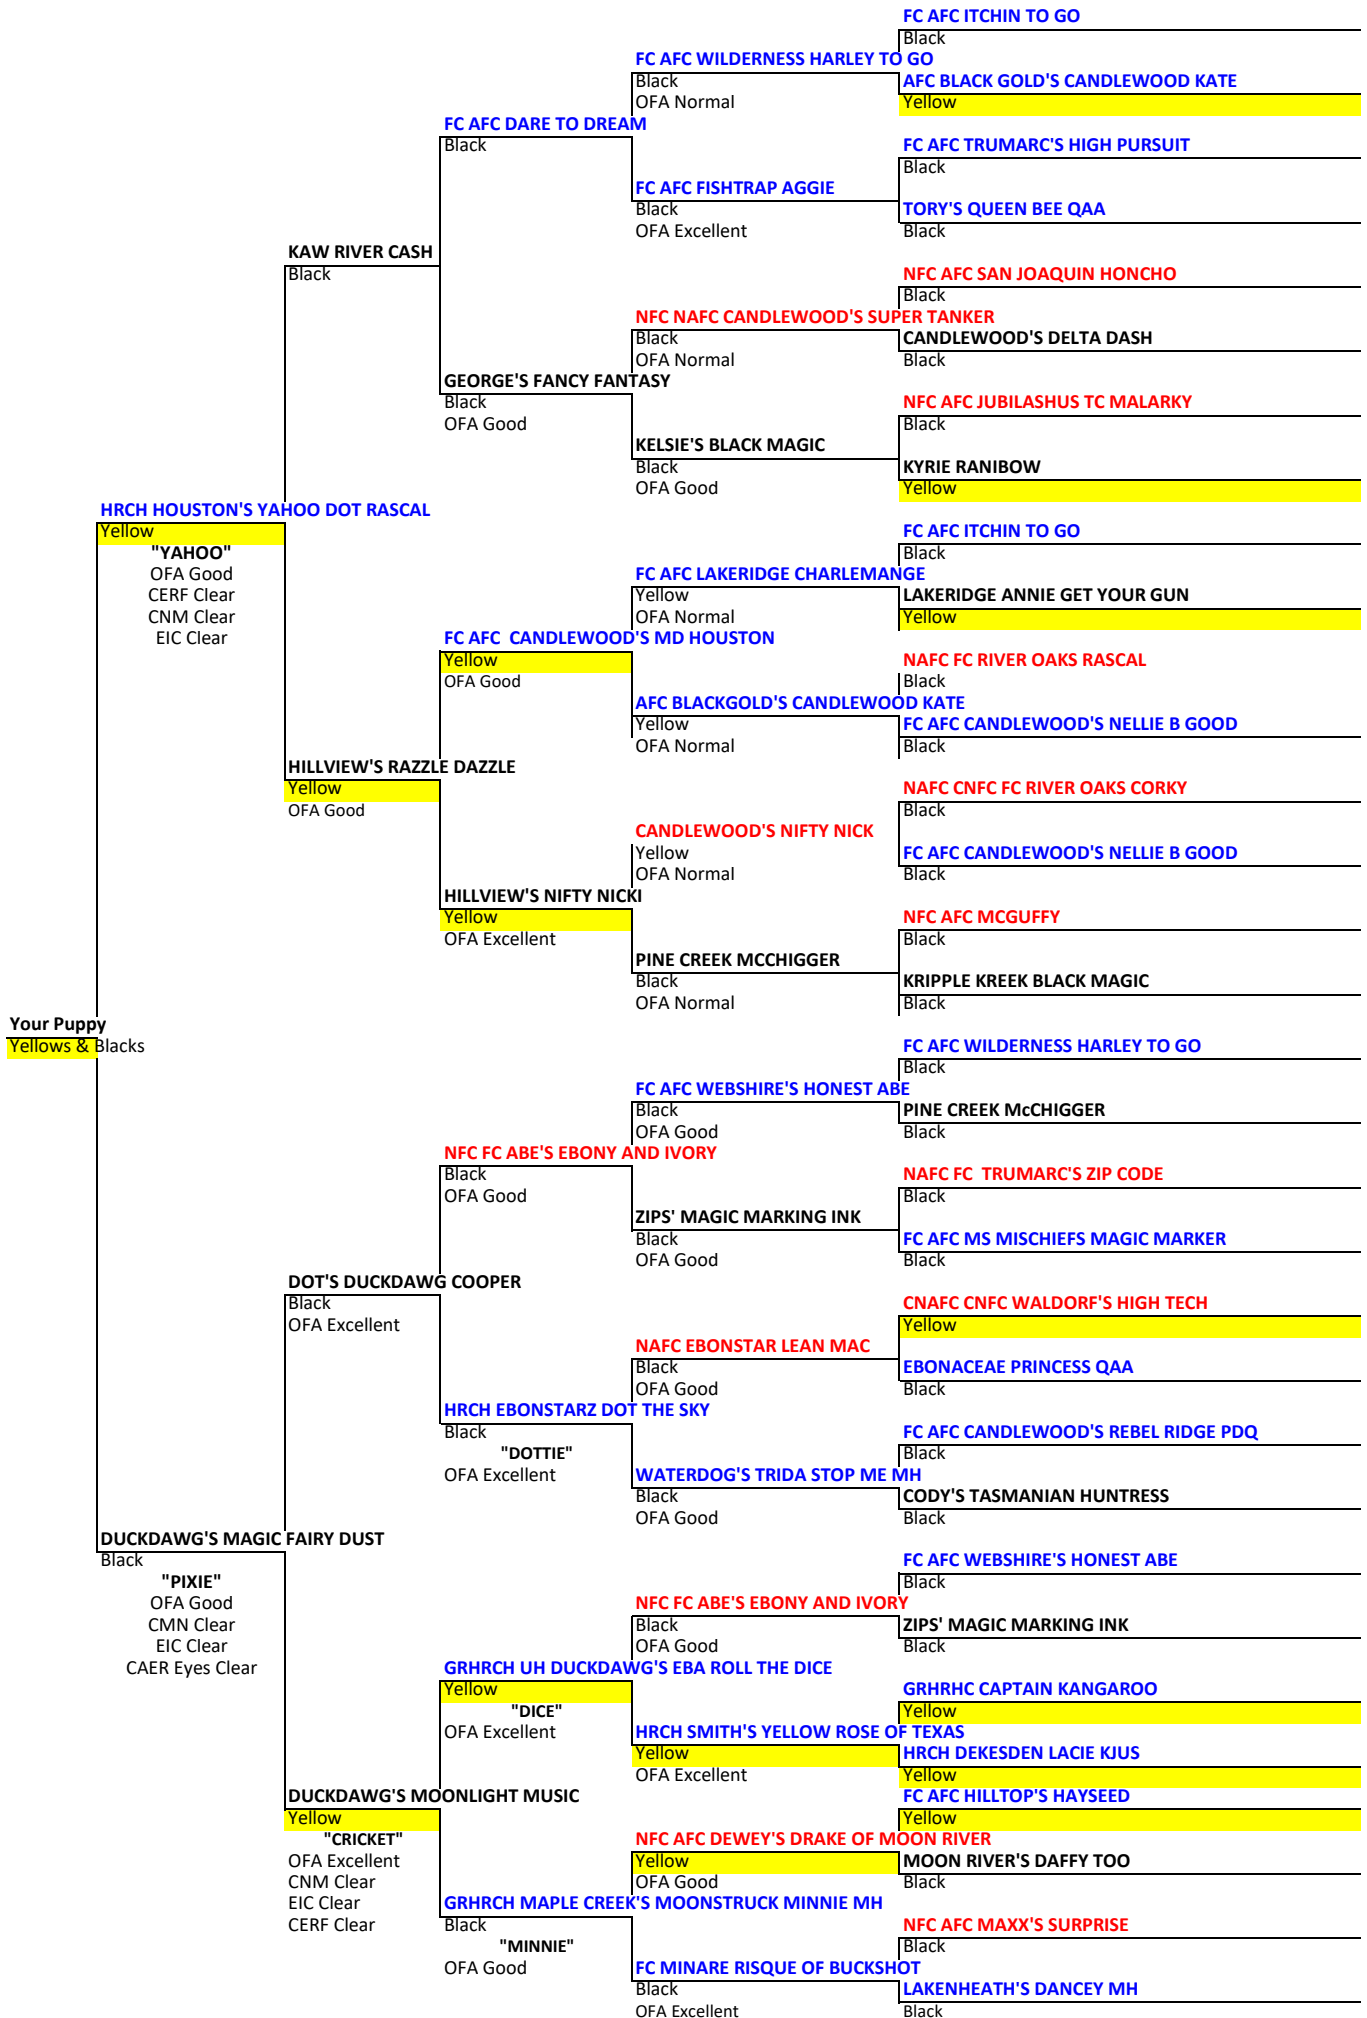 FC AFC ITCHIN TO GO
Black
FC AFC WILDERNESS HARLEY TO GO
Black
OFA Normal
AFC BLACK GOLD'S CANDLEWOOD KATE
Yellow
FC AFC DARE TO DREAM
Black
FC AFC TRUMARC'S HIGH PURSUIT
Black
FC AFC FISHTRAP AGGIE
Black
OFA Excellent
TORY'S QUEEN BEE QAA
Black
KAW RIVER CASH
Black
NFC AFC SAN JOAQUIN HONCHO
Black
NFC NAFC CANDLEWOOD'S SUPER TANKER
Black
OFA Normal
CANDLEWOOD'S DELTA DASH
Black
GEORGE'S FANCY FANTASY
Black
OFA Good
NFC AFC JUBILASHUS TC MALARKY
Black
KELSIE'S BLACK MAGIC
Black
OFA Good
KYRIE RANIBOW
Yellow
HRCH HOUSTON'S YAHOO DOT RASCAL
Yellow
"YAHOO"
OFA Good
CERF Clear
CNM Clear
EIC Clear
FC AFC ITCHIN TO GO
Black
FC AFC LAKERIDGE CHARLEMANGE
Yellow
OFA Normal
LAKERIDGE ANNIE GET YOUR GUN
Yellow
FC AFC  CANDLEWOOD'S MD HOUSTON
Yellow
OFA Good
NAFC FC RIVER OAKS RASCAL
Black
AFC BLACKGOLD'S CANDLEWOOD KATE
Yellow
OFA Normal
FC AFC CANDLEWOOD'S NELLIE B GOOD
Black
HILLVIEW'S RAZZLE DAZZLE
Yellow
OFA Good
NAFC CNFC FC RIVER OAKS CORKY
Black
CANDLEWOOD'S NIFTY NICK
Yellow
OFA Normal
FC AFC CANDLEWOOD'S NELLIE B GOOD
Black
HILLVIEW'S NIFTY NICKI
Yellow
OFA Excellent
NFC AFC MCGUFFY
Black
PINE CREEK MCCHIGGER
Black
OFA Normal
KRIPPLE KREEK BLACK MAGIC
Black
Your Puppy
Yellows & Blacks
FC AFC WILDERNESS HARLEY TO GO
Black
FC AFC WEBSHIRE'S HONEST ABE
Black
OFA Good
PINE CREEK McCHIGGER
Black
NFC FC ABE'S EBONY AND IVORY
Black
OFA Good
NAFC FC  TRUMARC'S ZIP CODE
Black
ZIPS' MAGIC MARKING INK
Black
OFA Good
FC AFC MS MISCHIEFS MAGIC MARKER
Black
DOT'S DUCKDAWG COOPER
Black
OFA Excellent
CNAFC CNFC WALDORF'S HIGH TECH
Yellow
NAFC EBONSTAR LEAN MAC
Black
OFA Good
EBONACEAE PRINCESS QAA
Black
HRCH EBONSTARZ DOT THE SKY
Black
"DOTTIE"
OFA Excellent
FC AFC CANDLEWOOD'S REBEL RIDGE PDQ
Black
WATERDOG'S TRIDA STOP ME MH
Black
OFA Good
CODY'S TASMANIAN HUNTRESS
Black
DUCKDAWG'S MAGIC FAIRY DUST
Black
"PIXIE"
OFA Good
CMN Clear
EIC Clear
CAER Eyes Clear
FC AFC WEBSHIRE'S HONEST ABE
Black
NFC FC ABE'S EBONY AND IVORY
Black
OFA Good
ZIPS' MAGIC MARKING INK
Black
GRHRCH UH DUCKDAWG'S EBA ROLL THE DICE
Yellow
"DICE"
OFA Excellent
GRHRHC CAPTAIN KANGAROO
Yellow
HRCH SMITH'S YELLOW ROSE OF TEXAS
Yellow
OFA Excellent
HRCH DEKESDEN LACIE KJUS
Yellow
DUCKDAWG'S MOONLIGHT MUSIC
Yellow
"CRICKET"
OFA Excellent
CNM Clear
EIC Clear
CERF Clear
FC AFC HILLTOP'S HAYSEED
Yellow
NFC AFC DEWEY'S DRAKE OF MOON RIVER
Yellow
OFA Good
MOON RIVER'S DAFFY TOO
Black
GRHRCH MAPLE CREEK'S MOONSTRUCK MINNIE MH
Black
"MINNIE"
OFA Good
NFC AFC MAXX'S SURPRISE
Black
FC MINARE RISQUE OF BUCKSHOT
Black
OFA Excellent
LAKENHEATH'S DANCEY MH
Black